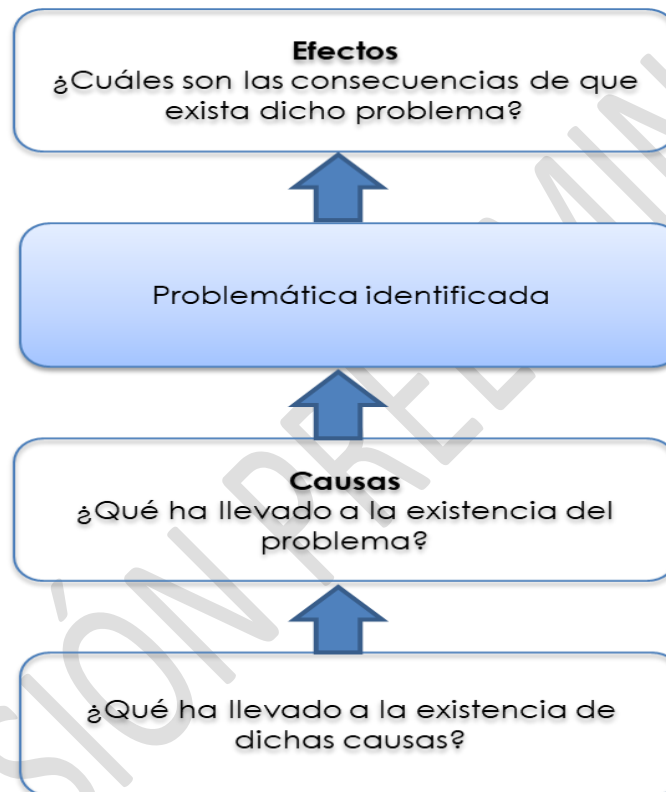 Efectos
¿Cuáles son las consecuencias de que
exista dicho problema?
Problemática identificada
Causas
¿Qué ha llevado a la existencia del
problema?
¿Qué ha llevado a la existencia de
dichas causas?